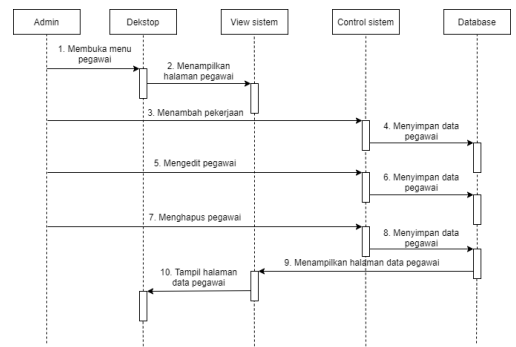 Admin
Dekstop
View sistem
Control sistem
Database
1. Membuka menu
pegawai
2. Menampilkan
halaman pegawai
3. Menambah pekerjaan
4. Menyimpan data
pegawai
5. Mengedit pegawai
6. Menyimpan data
pegawai
7. Menghapus pegawai
8. Menyimpan data
pegawai
9. Menampilkan halaman data pegawai
10. Tampil halaman
data pegawai